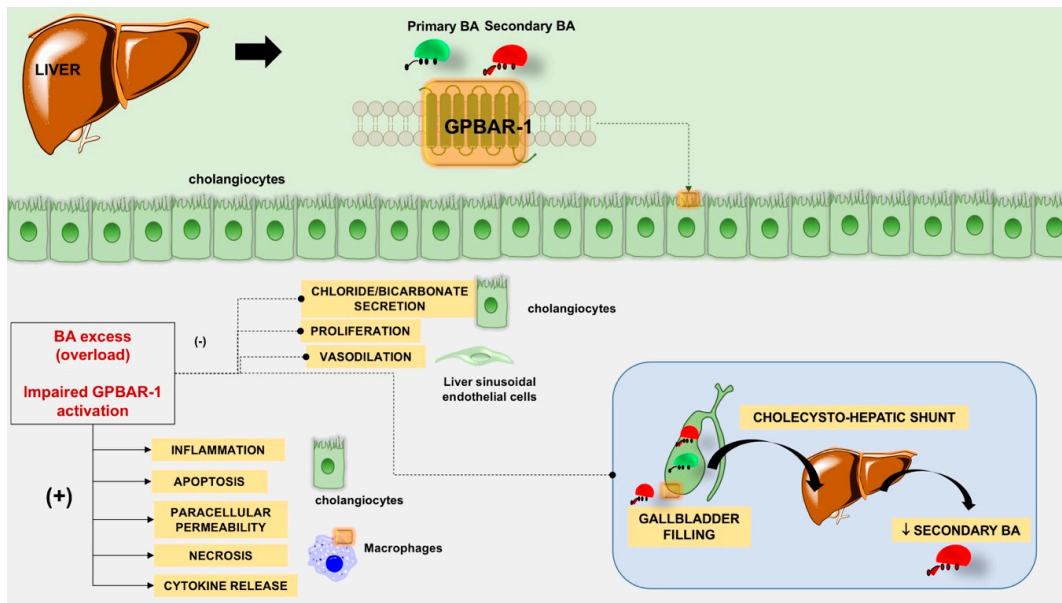 Primary BA
Secondary BA
LIVER
GPBAR-1
cholangiocytes
CHLORIDE/BICARBONATE
SECRETION
cholangiocytes
PROLIFERATION
VASODILATION
Liver sinusoidal
endothelial cells
BA excess
(overload)
Impaired GPBAR-1
activation
(-)
(+)
INFLAMMATION
APOPTOSIS
PARACELLULAR
PERMEABILITY
NECROSIS
CYTOKINE RELEASE
cholangiocytes
Macrophages
CHOLECYSTO-HEPATIC SHUNT
GALLBLADDER
FILLING
↓ SECONDARY BA